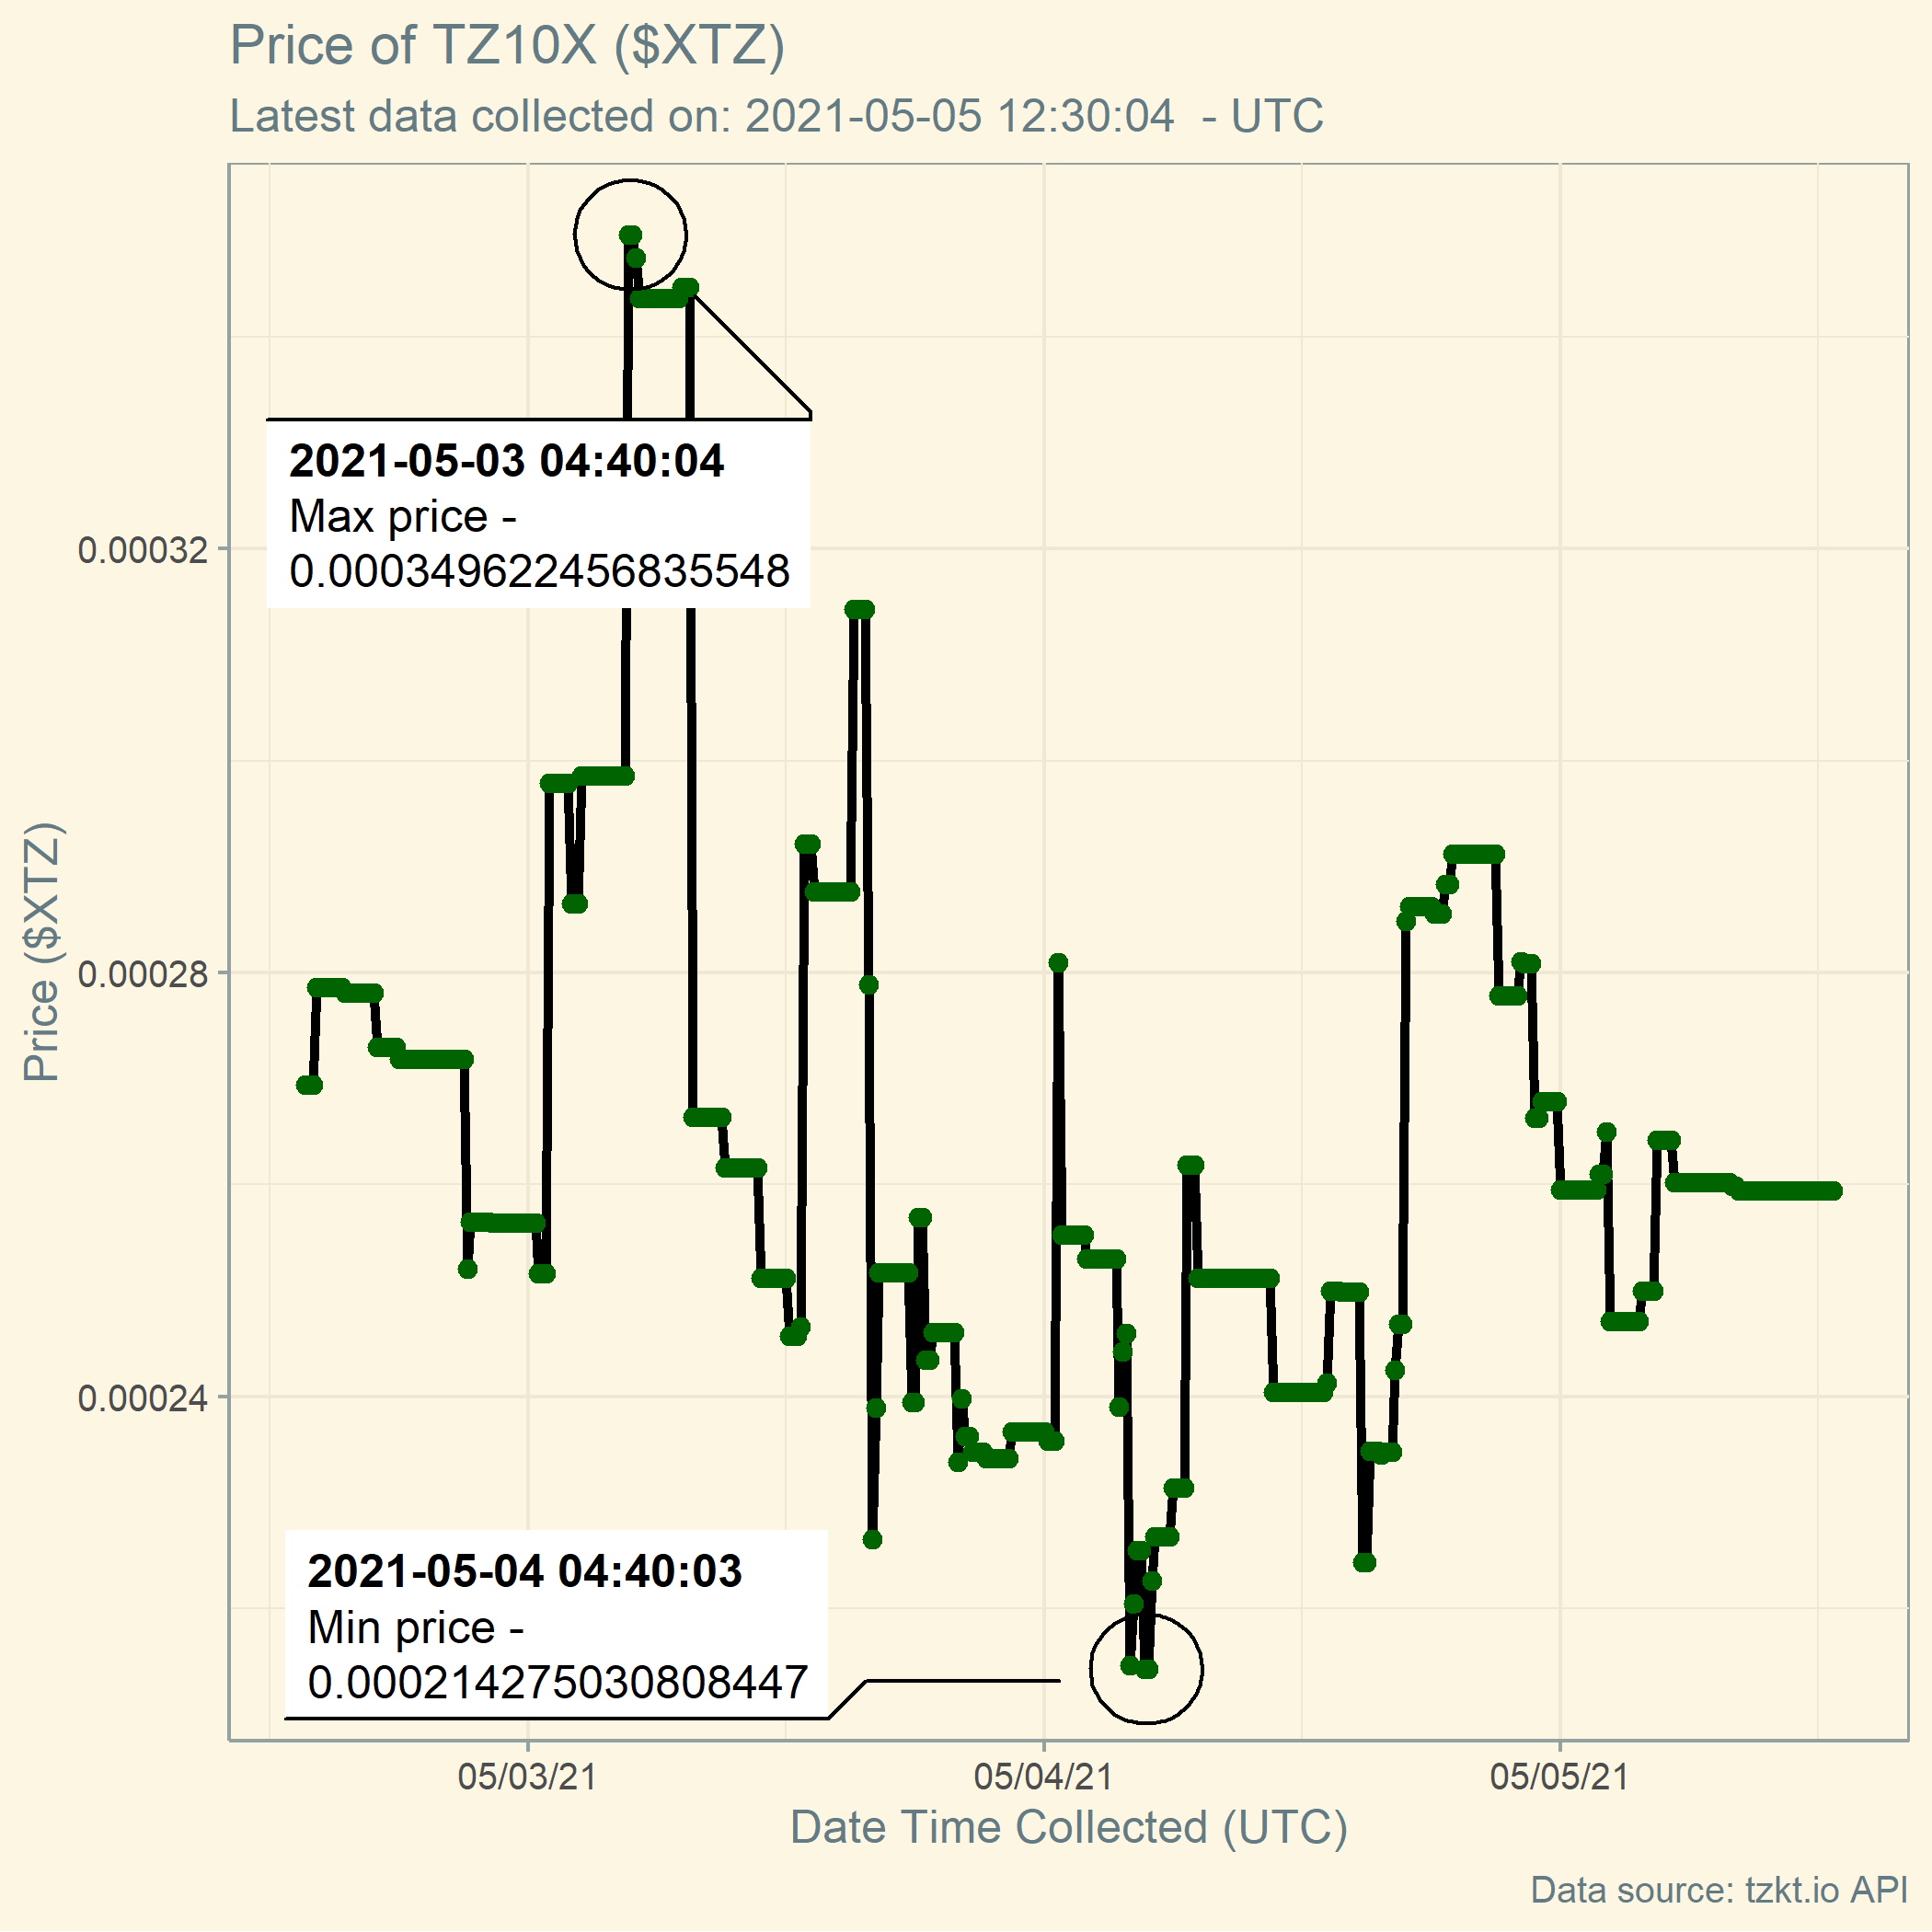 Price of TZ10X ($XTZ)
Latest data collected on: 2021-05-05 12:30:04  - UTC
2021-05-03 04:40:04
Max price -
0.000349622456835548
0.00032
0.00028
0.00024
Price ($XTZ)
2021-05-04 04:40:03
Min price -
0.000214275030808447
05/03/21
05/04/21
05/05/21
Date Time Collected (UTC)
Data source: tzkt.io API